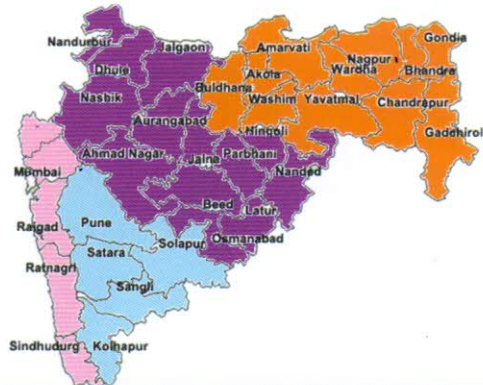 Nandurbur
Jalgaon
Dhule
Nashik
Aurangabad
Ahmad Nagar
Jalna
Parbhani
Nanded
Beed
Latur
Osmanabad
Amarvati
Akola
Buldhana
Washim
Hingoli
Yavatmal
Wardha
Nagpur
Gondia
Bhandra
Chandrapur
Gadchirol
Mumbai
Raigad
Ratnagri
Sindhudurg
Pune
Satara
Solapur
Sangli
Kolhapur